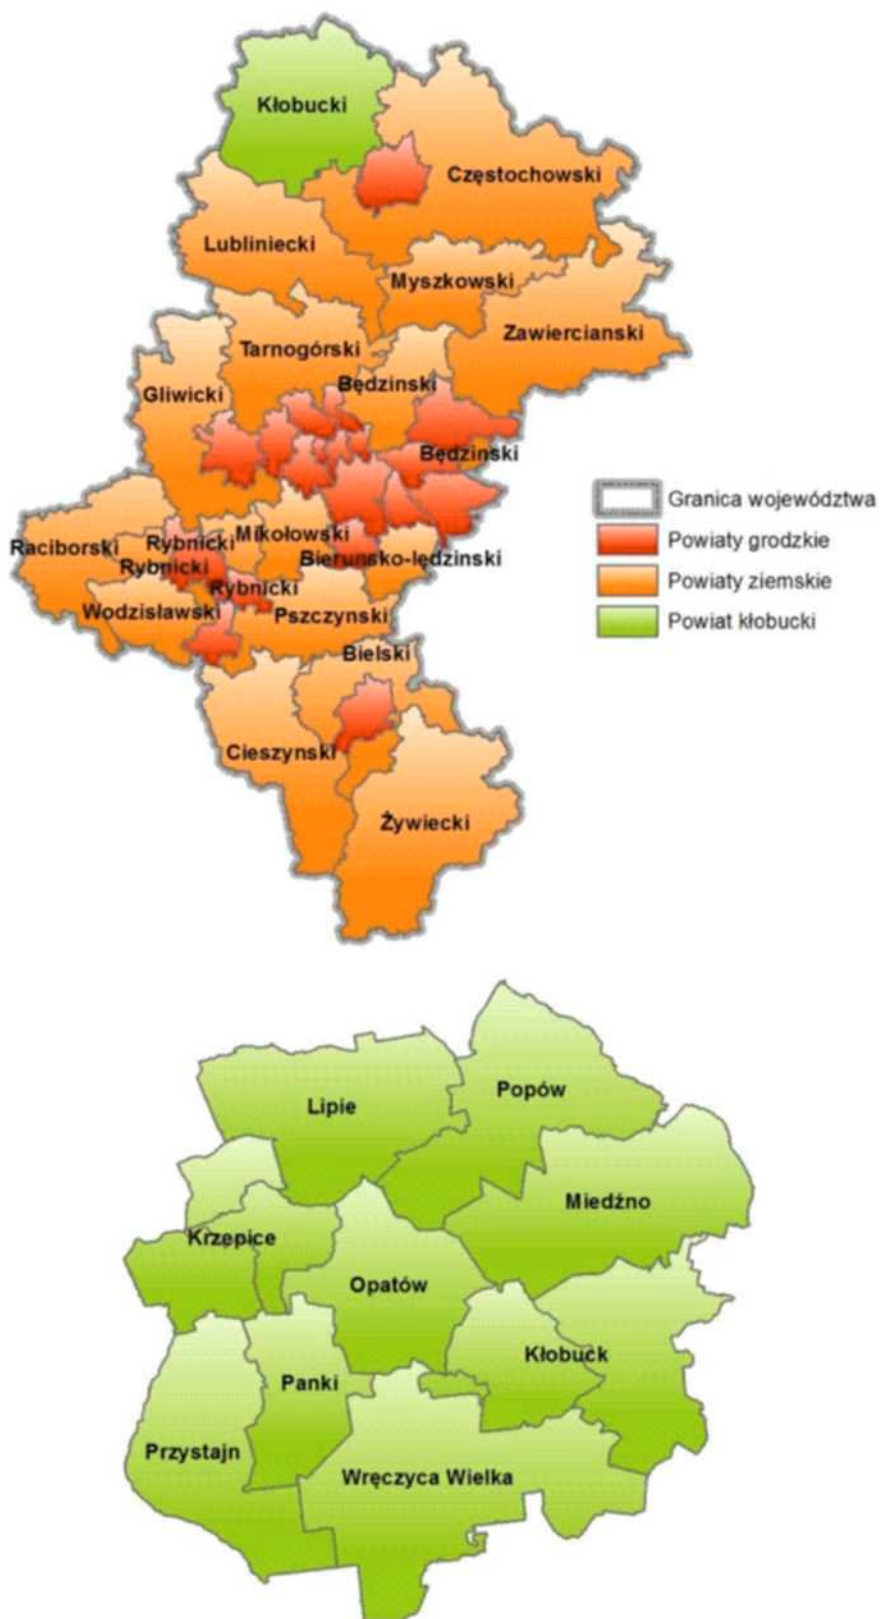 Kłobucki
Częstochowski
Lubliniecki
Myszkowski
Zawiercianski
Tarnogórski
Będzinski
Gliwicki
Będzinski
Granica województwa
Powiaty grodzkie
Powiaty ziemskie
Powiat kłobucki
Raciborski
Rybnicki
Mikołowski
Rybnicki
Bierunsko-lędzinski
Rybnicki
Wodzisławski
Pszczynski
Bielski
Cieszynski
Żywiecki
Lipie
Popów
Miedźno
Krzepice
Opatów
Kłobuck
Panki
Przystajn
Wręczyca Wielka